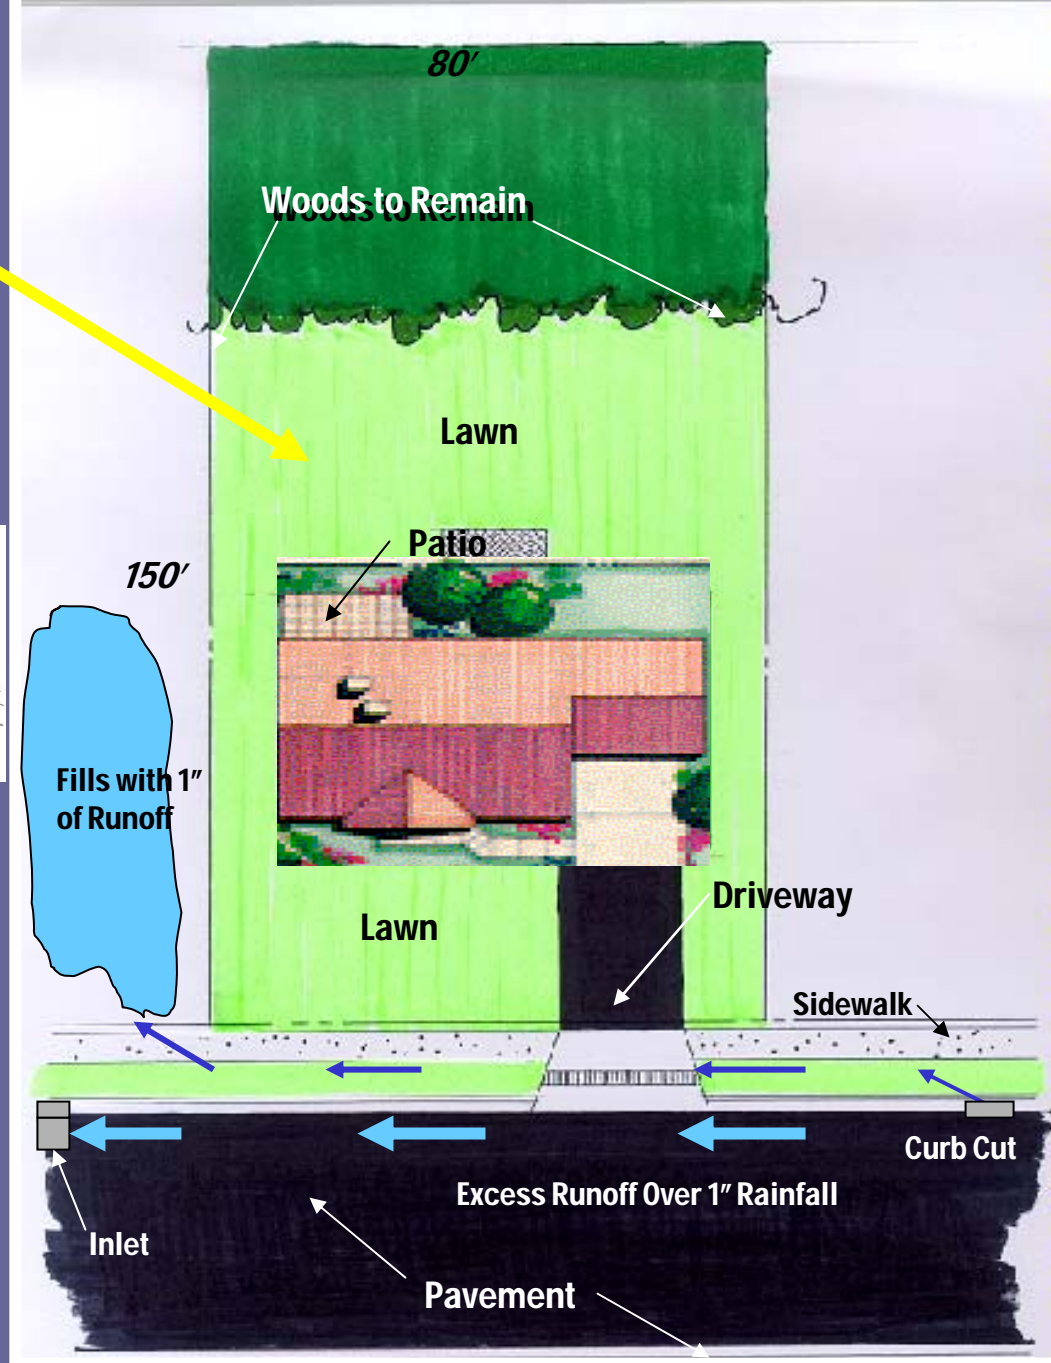 80'
Woods to Remain
Lawn
Patio
150'
Fills with 1"
of Runoff
Driveway
Lawn
Sidewalk
Curb Cut
Excess Runoff Over 1" Rainfall
Inlet
Pavement